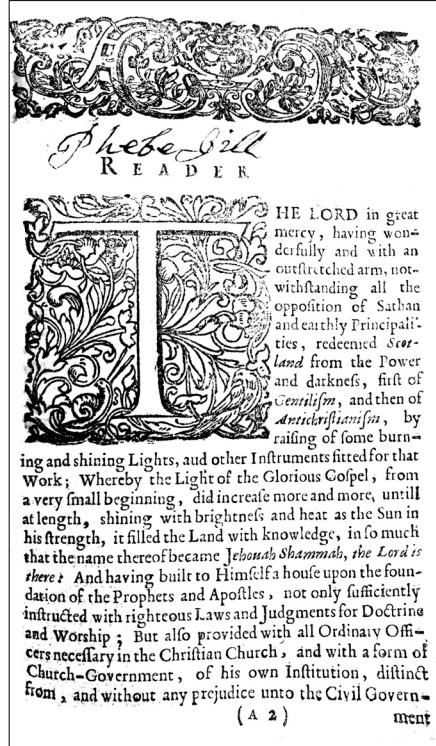 Phebe Gill
READER
THE LORD in great
mercy, having won-
derfully and with an
outſtretched arm, not-
withſtanding all the
oppoſition of Sathan
and earthly Principali-
ties, redeemed Scot-
land from the Power
and darkneſs, firſt of
Gentiliſm, and then of
Antichriſtianiſm, by
raiſing of ſome burn-
ing and shining Lights, aud other Inſtruments fitted for that
Work; Whereby the Light of the Glorious Goſpel, from
a very ſmall beginning, did increaſe more and more, untill
at length, shining with brightneſs and heat as the Sun in
his ſtrength, it filled the Land with knowledge, in ſo much
that the name thereof became Jehouah Shammah, the Lord is
there: And having built to Himſelf a houſe upon the foun-
dation of the Prophets and Apoſtles, not only ſufficiently
inſtructed with righteous Laws and Judgments for Doctrine
and Worship; But alſo provided with all Ordinary Offi-
cers neceſſary in the Chriſtian Church, and with a form of
Church-Government, of his own Inſtitution, diſtinct
from, and without any prejudice unto the Civil Govern-
(A 2) ment